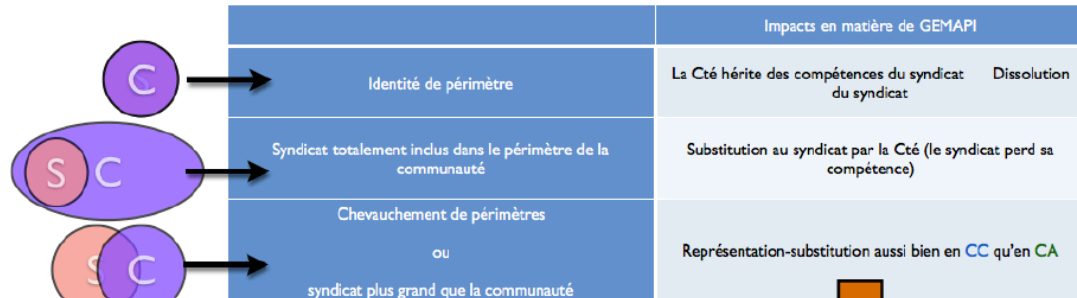 Impacts en matière de GEMAPI
C
Identité de périmètre
La Cté hérite des compétences du syndicat Dissolution
du syndicat
S C
Syndicat totalement inclus dans le périmètre de la
communauté
Substitution au syndicat par la Cté (le syndicat perd sa
compétence)
Chevauchement de périmètres
ou
syndicat plus grand que la communauté
S C
Représentation-substitution aussi bien en CC qu'en CA